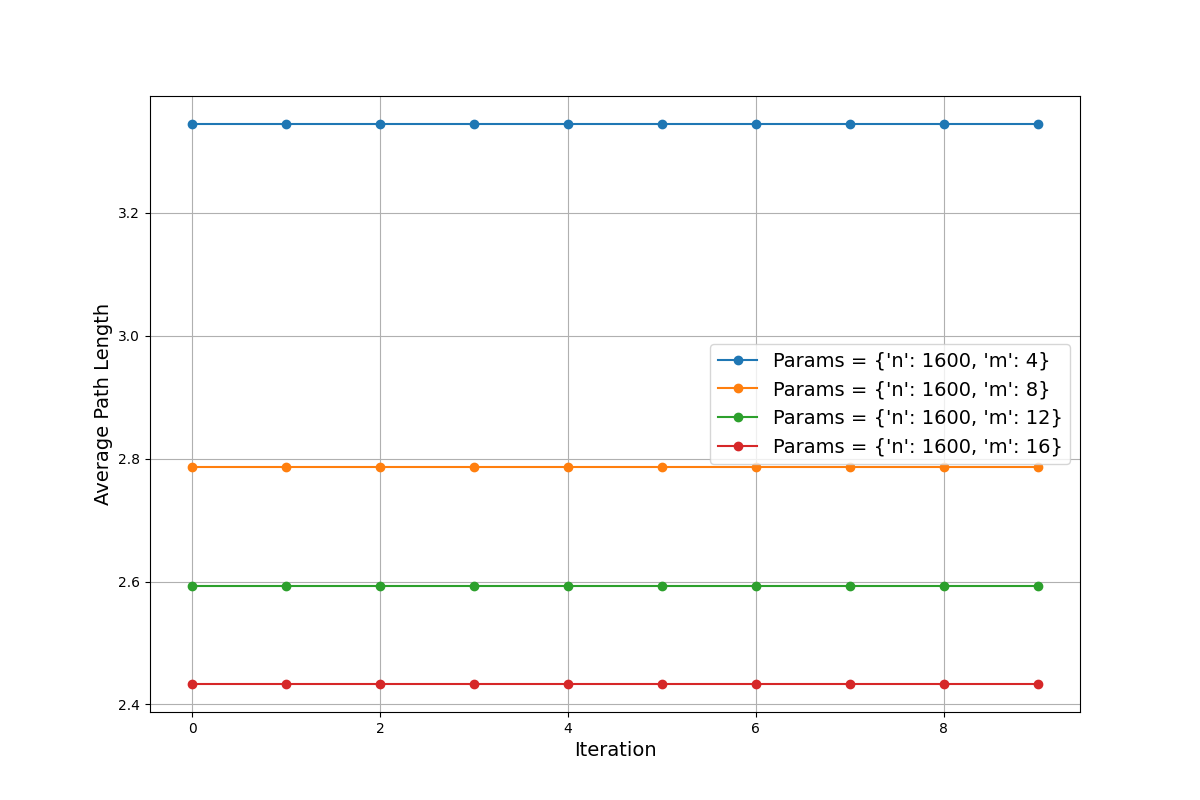 3.2
3.0
2.8
2.6
2.4
Average Path Length
Params = {'n': 1600, 'm': 4}
Params = {'n': 1600, 'm': 8}
Params = {'n': 1600, 'm': 12}
Params = {'n': 1600, 'm': 16}
0 2 4 6 8
Iteration